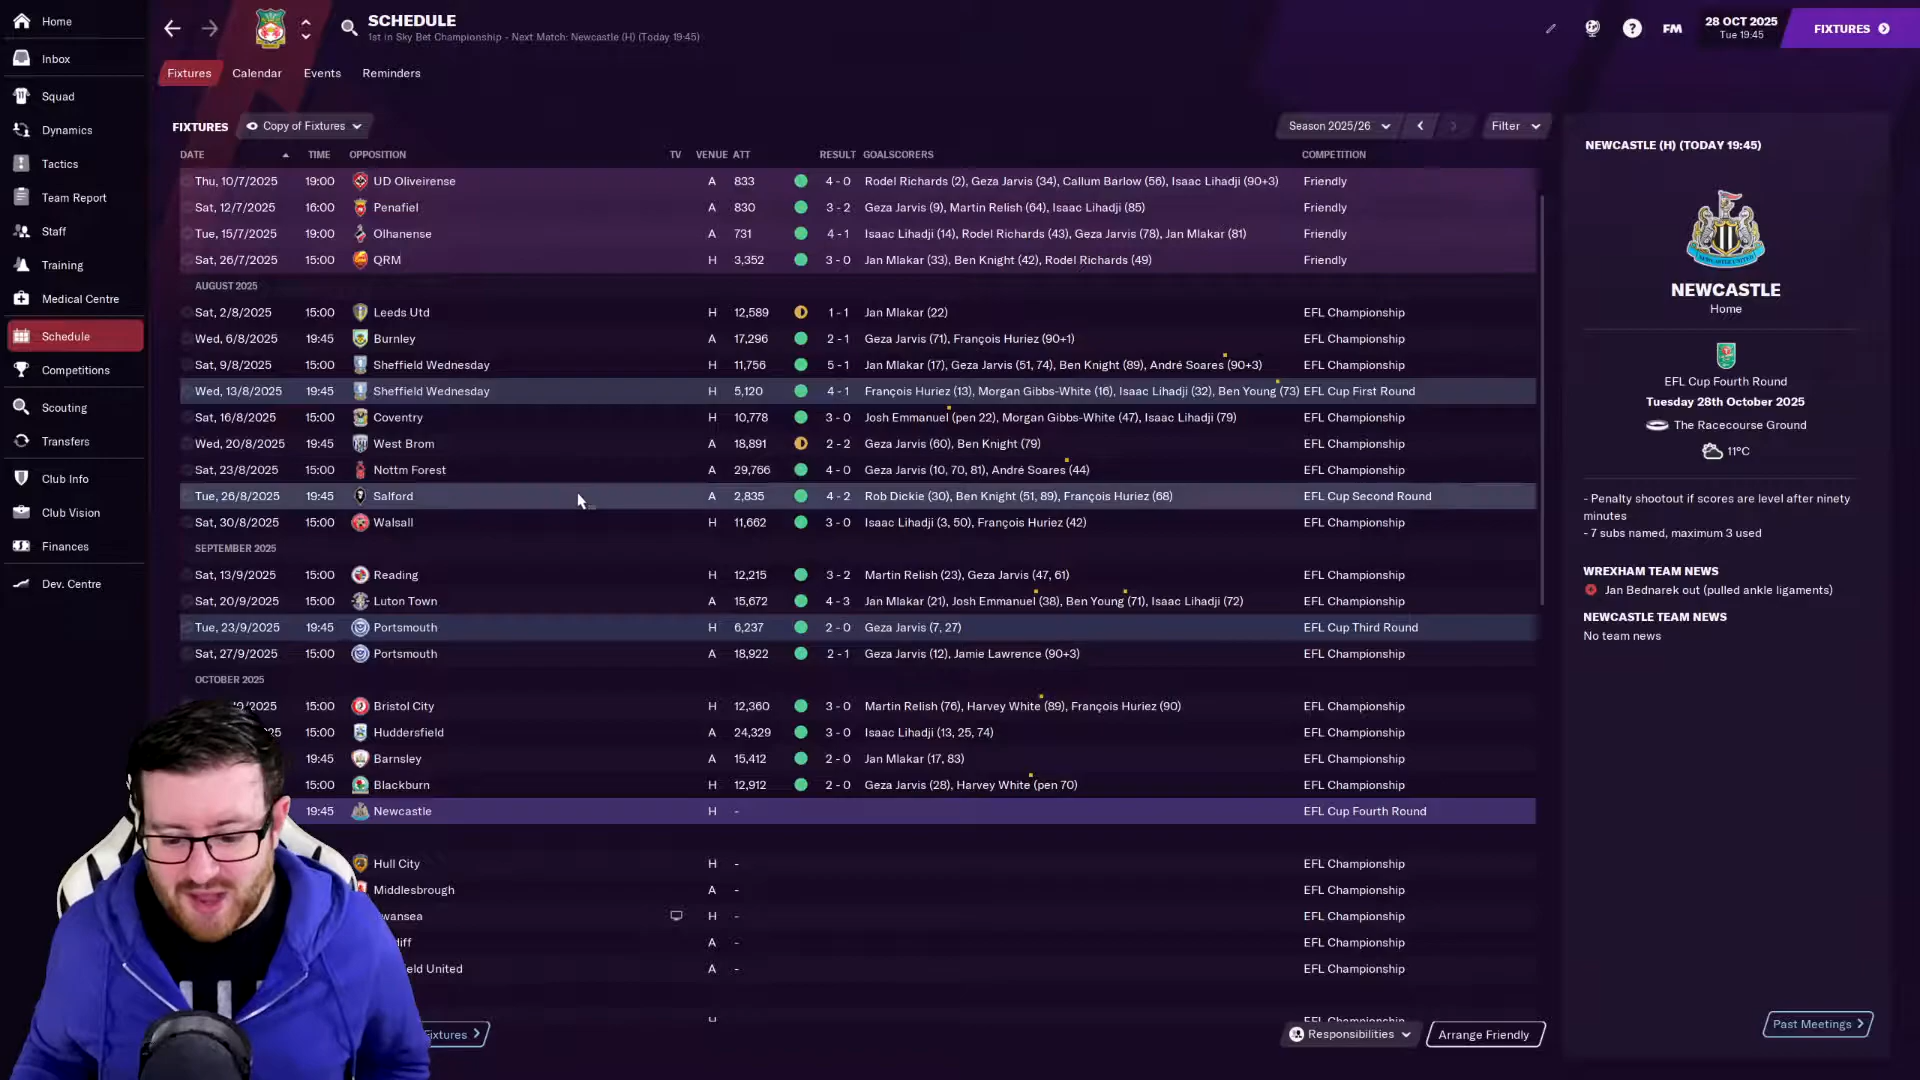 Home
Inbox
Squad
Dynamics
Tactics
Team Report
Staff
Training
Medical Centre
Schedule
Competitions
Scouting
Transfers
Club Info
Club Vision
Finances
Dev. Centre
SCHEDULE
1st in Sky Bet Championship - Next Match: Newcastle (H) (Today 19:45)
FM
28 OCT 2025
Tue 19:45
FIXTURES
Fixtures Calendar Events Reminders
FIXTURES Copy of Fixtures Season 2025/26 Filter
DATE TIME OPPOSITION TV VENUE ATT RESULT GOALSCORERS COMPETITION
Thu, 10/7/2025 19:00 UD Oliveirense A 833 4 - 0 Rodel Richards (2), Geza Jarvis (34), Callum Barlow (56), Isaac Lihadji (90+3) Friendly
Sat, 12/7/2025 16:00 Penafiel A 830 3 - 2 Geza Jarvis (9), Martin Relish (64), Isaac Lihadji (85) Friendly
Tue, 15/7/2025 19:00 Olhanense A 731 4 - 1 Isaac Lihadji (14), Rodel Richards (43), Geza Jarvis (78), Jan Mlakar (81) Friendly
Sat, 26/7/2025 15:00 QRM H 3,352 3 - 0 Jan Mlakar (33), Ben Knight (42), Rodel Richards (49) Friendly
AUGUST 2025
Sat, 2/8/2025 15:00 Leeds Utd H 12,589 1 - 1 Jan Mlakar (22) EFL Championship
Wed, 6/8/2025 19:45 Burnley A 17,296 2 - 1 Geza Jarvis (71), François Huriez (90+1) EFL Championship
Sat, 9/8/2025 15:00 Sheffield Wednesday H 11,756 5 - 1 Jan Mlakar (17), Geza Jarvis (51, 74), Ben Knight (89), André Soares (90+3) EFL Championship
Wed, 13/8/2025 19:45 Sheffield Wednesday H 5,120 4 - 1 François Huriez (13), Morgan Gibbs-White (16), Isaac Lihadji (32), Ben Young (73) EFL Cup First Round
Sat, 16/8/2025 15:00 Coventry H 10,778 3 - 0 Josh Emmanuel (pen 22), Morgan Gibbs-White (47), Isaac Lihadji (79) EFL Championship
Wed, 20/8/2025 19:45 West Brom A 18,891 2 - 2 Geza Jarvis (60), Ben Knight (79) EFL Championship
Sat, 23/8/2025 15:00 Nottm Forest A 29,766 4 - 0 Geza Jarvis (10, 70, 81), André Soares (44) EFL Championship
Tue, 26/8/2025 19:45 Salford A 2,835 4 - 2 Rob Dickie (30), Ben Knight (51, 89), François Huriez (68) EFL Cup Second Round
Sat, 30/8/2025 15:00 Walsall H 11,662 3 - 0 Isaac Lihadji (3, 50), François Huriez (42) EFL Championship
SEPTEMBER 2025
Sat, 13/9/2025 15:00 Reading H 12,215 3 - 2 Martin Relish (23), Geza Jarvis (47, 61) EFL Championship
Sat, 20/9/2025 15:00 Luton Town A 15,672 4 - 3 Jan Mlakar (21), Josh Emmanuel (38), Ben Young (71), Isaac Lihadji (72) EFL Championship
Tue, 23/9/2025 19:45 Portsmouth H 6,237 2 - 0 Geza Jarvis (7, 27) EFL Cup Third Round
Sat, 27/9/2025 15:00 Portsmouth A 18,922 2 - 1 Geza Jarvis (12), Jamie Lawrence (90+3) EFL Championship
OCTOBER 2025
15:00 Bristol City H 12,360 3 - 0 Martin Relish (76), Harvey White (89), François Huriez (90) EFL Championship
15:00 Huddersfield A 24,329 3 - 0 Isaac Lihadji (13, 25, 74) EFL Championship
19:45 Barnsley A 15,412 2 - 0 Jan Mlakar (17, 83) EFL Championship
15:00 Blackburn H 12,912 2 - 0 Geza Jarvis (28), Harvey White (pen 70) EFL Championship
19:45 Newcastle H - EFL Cup Fourth Round
Hull City H - EFL Championship
Middlesbrough A - EFL Championship
wansea H - EFL Championship
diff A - EFL Championship
ield United A - EFL Championship
ixtures Responsibilities Arrange Friendly
NEWCASTLE (H) (TODAY 19:45)
NEWCASTLE
Home
EFL Cup Fourth Round
Tuesday 28th October 2025
The Racecourse Ground
11°C
- Penalty shootout if scores are level after ninety
minutes
- 7 subs named, maximum 3 used
WREXHAM TEAM NEWS
Jan Bednarek out (pulled ankle ligaments)
NEWCASTLE TEAM NEWS
No team news
Past Meetings